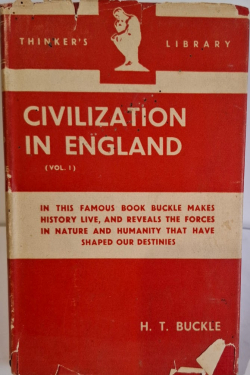 THINKER'S LIBRARY
CIVILIZATION
IN ENGLAND
(VOL. I)
IN THIS FAMOUS BOOK BUCKLE MAKES
HISTORY LIVE, AND REVEALS THE FORCES
IN NATURE AND HUMANITY THAT HAVE
SHAPED OUR DESTINIES
H. T. BUCKLE